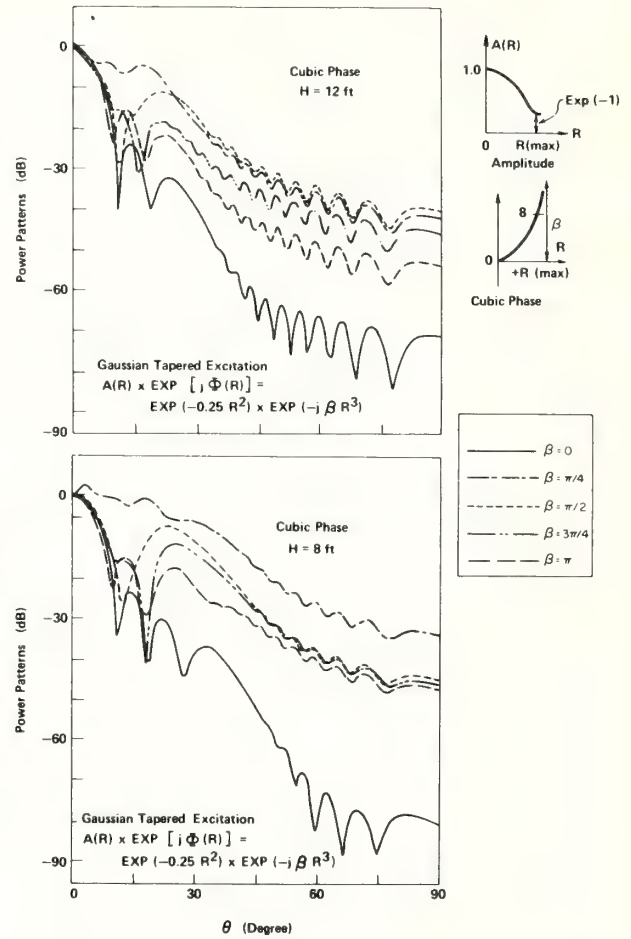 0
−30
−60
−90
Power Patterns (dB)
Cubic Phase
H = 12 ft
Gaussian Tapered Excitation
A(R) x EXP [ j Φ (R) ] =
EXP (−0.25 R²) x EXP (−j β R³)
A(R)
1.0
Exp (−1)
0
R(max)
R
Amplitude
8
β
R
0
+R (max)
Cubic Phase
β = 0
β = π/4
β = π/2
β = 3π/4
β = π
0
−30
−60
−90
Power Patterns (dB)
Cubic Phase
H = 8 ft
Gaussian Tapered Excitation
A(R) x EXP [ j Φ (R) ] =
EXP (−0.25 R²) x EXP (−j β R³)
0
30
60
90
θ (Degree)